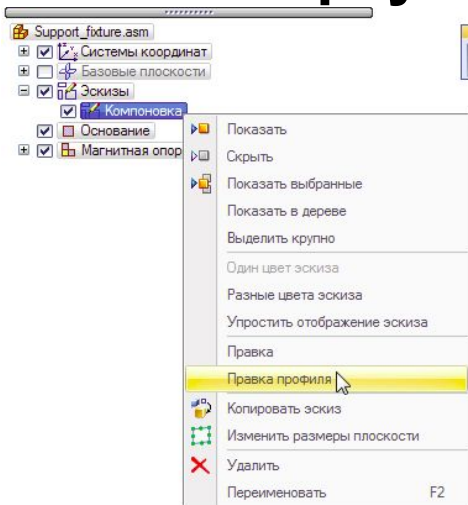 Support_fixture.asm
Системы координат
Базовые плоскости
Эскизы
Компоновка
Основание
Магнитная опор
Показать
Скрыть
Показать выбранные
Показать в дереве
Выделить крупно
Один цвет эскиза
Разные цвета эскиза
Упростить отображение эскиза
Правка
Правка профиля
Копировать эскиз
Изменить размеры плоскости
Удалить
Переименовать F2